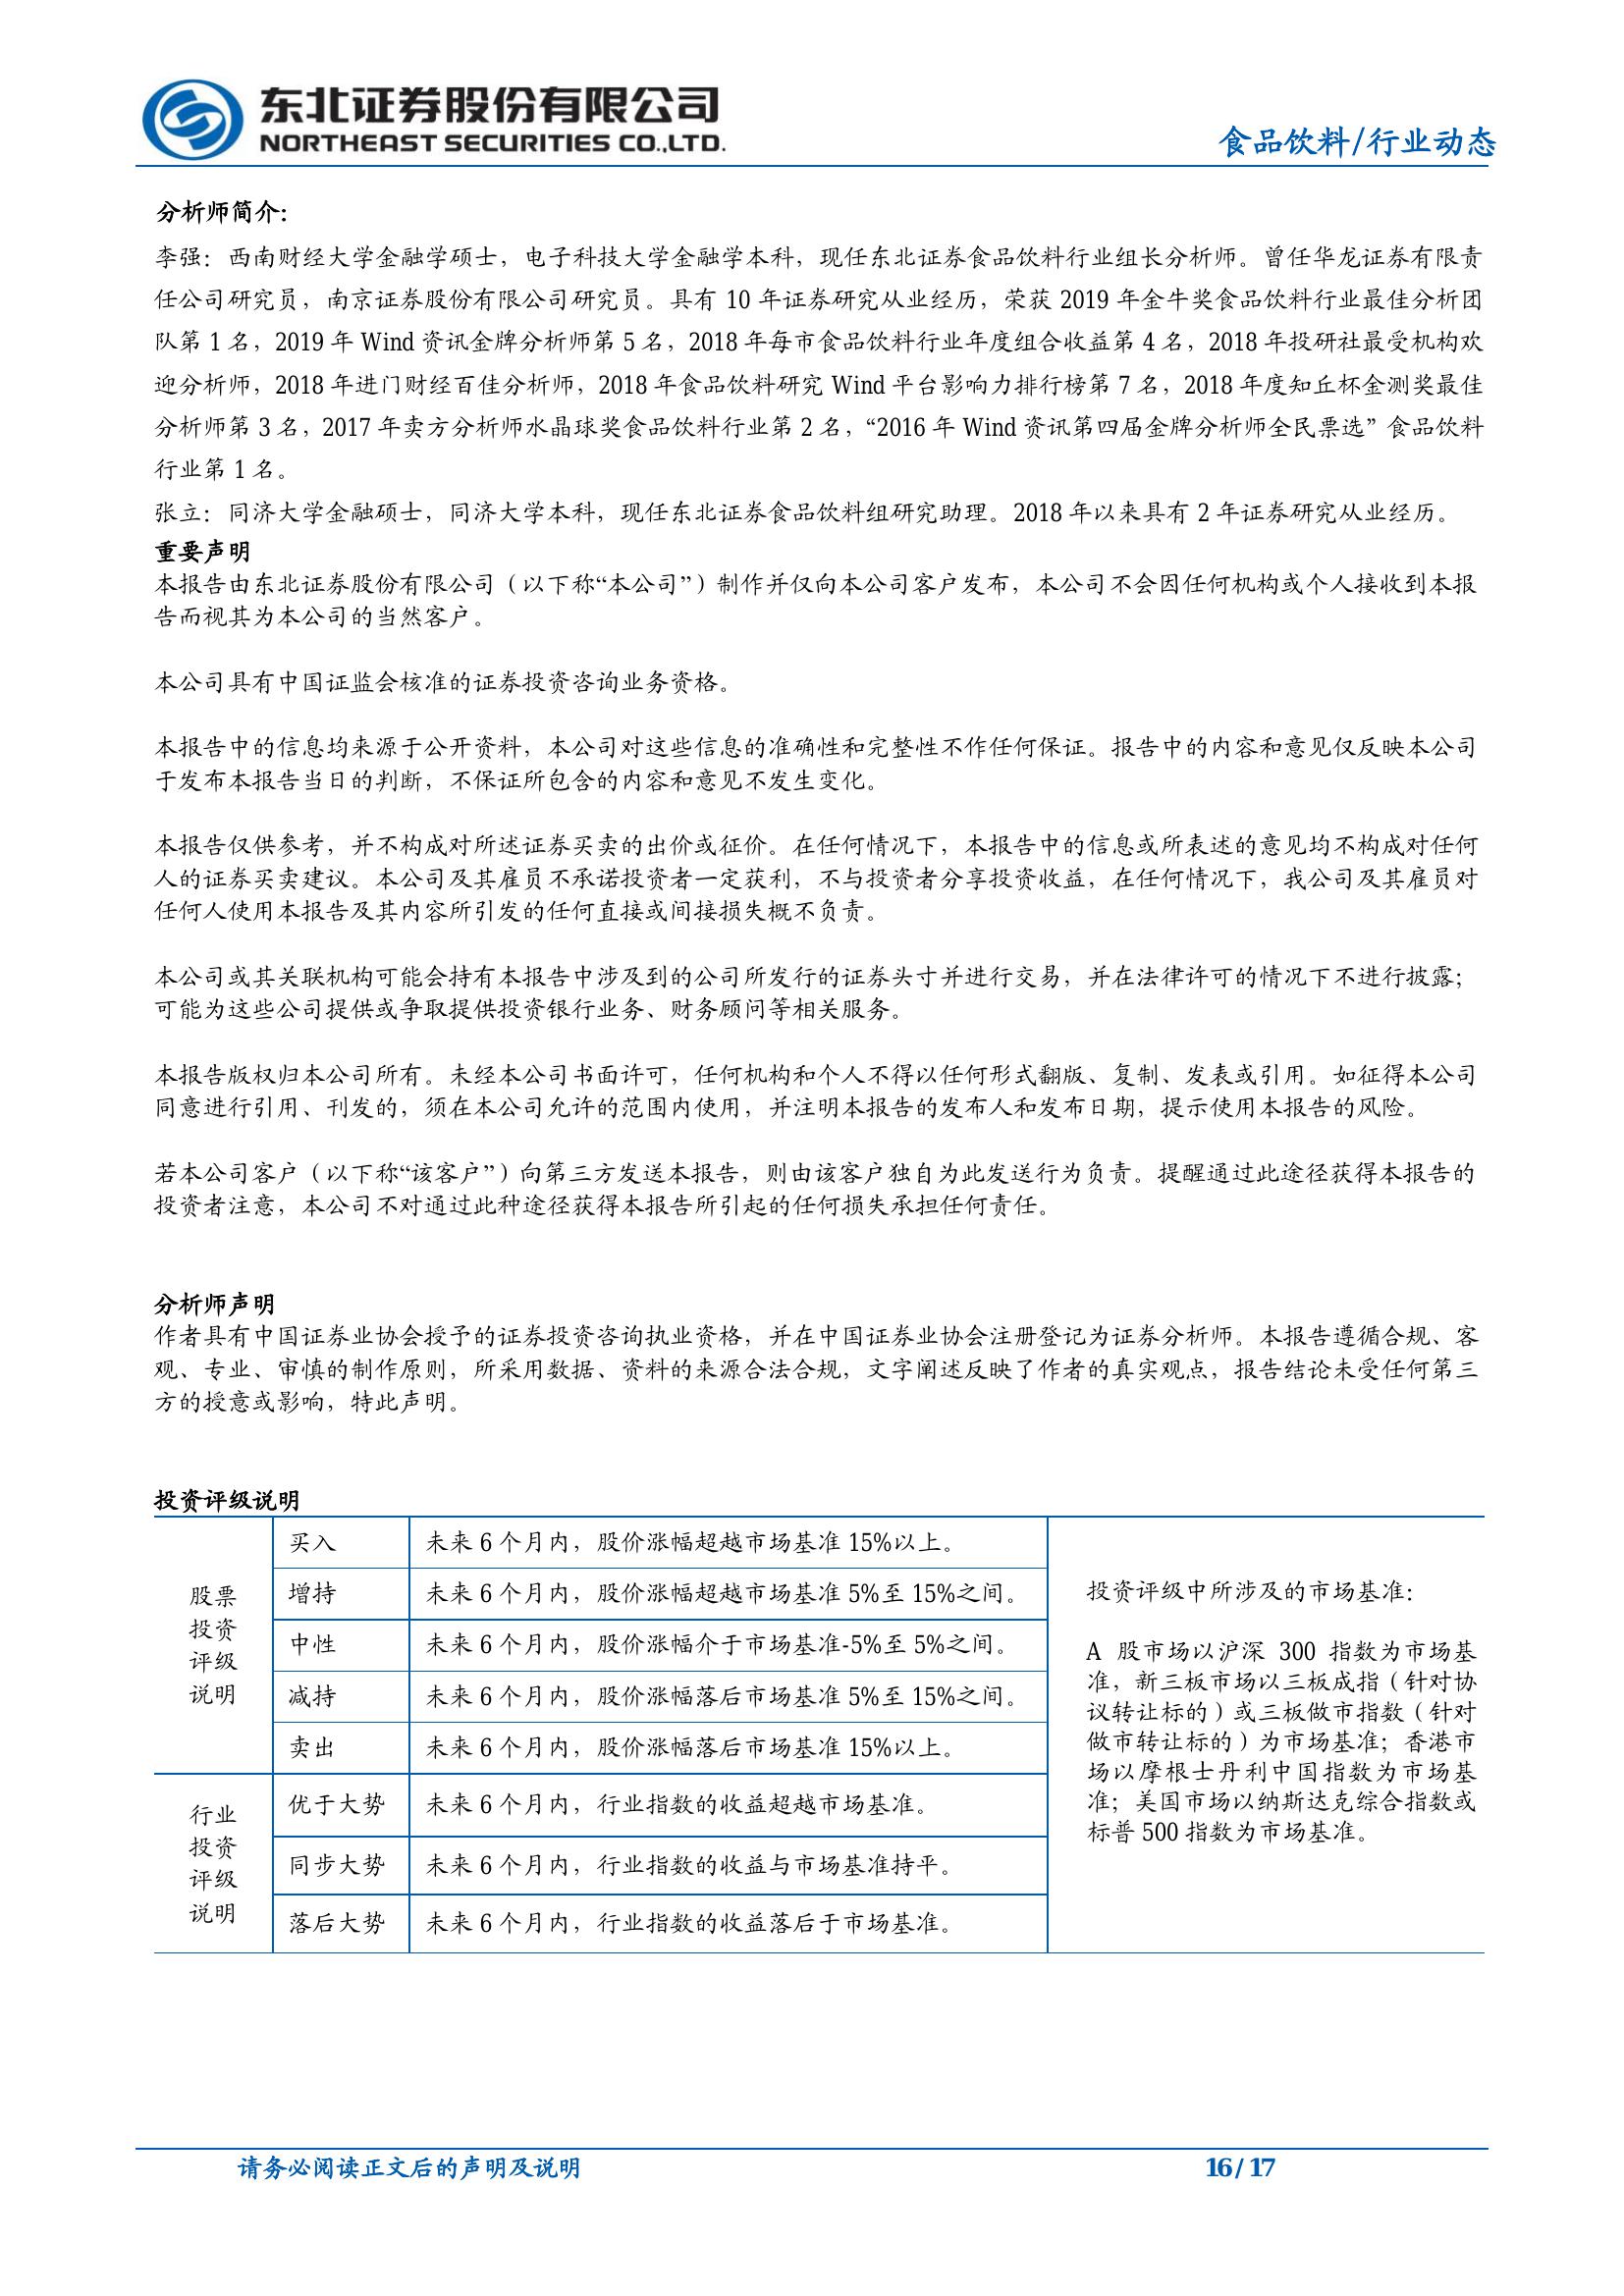 东北证券股份有限公司
NORTHEAST SECURITIES CO.,LTD.
食品饮料/行业动态
分析师简介:
李强：西南财经大学金融学硕士，电子科技大学金融学本科，现任东北证券食品饮料行业组长分析师。曾任华龙证券有限责
任公司研究员，南京证券股份有限公司研究员。具有 10 年证券研究从业经历，荣获 2019 年金牛奖食品饮料行业最佳分析团
队第 1 名，2019 年 Wind 资讯金牌分析师第 5 名，2018 年每市食品饮料行业年度组合收益第 4 名，2018 年投研社最受机构欢
迎分析师，2018 年进门财经百佳分析师，2018 年食品饮料研究 Wind 平台影响力排行榜第 7 名，2018 年度知丘杯金测奖最佳
分析师第 3 名，2017 年卖方分析师水晶球奖食品饮料行业第 2 名，“2016 年 Wind 资讯第四届金牌分析师全民票选” 食品饮料
行业第 1 名。
张立：同济大学金融硕士，同济大学本科，现任东北证券食品饮料组研究助理。2018 年以来具有 2 年证券研究从业经历。
重要声明
本报告由东北证券股份有限公司（以下称“本公司”）制作并仅向本公司客户发布，本公司不会因任何机构或个人接收到本报
告而视其为本公司的当然客户。
本公司具有中国证监会核准的证券投资咨询业务资格。
本报告中的信息均来源于公开资料，本公司对这些信息的准确性和完整性不作任何保证。报告中的内容和意见仅反映本公司
于发布本报告当日的判断，不保证所包含的内容和意见不发生变化。
本报告仅供参考，并不构成对所述证券买卖的出价或征价。在任何情况下，本报告中的信息或所表述的意见均不构成对任何
人的证券买卖建议。本公司及其雇员不承诺投资者一定获利，不与投资者分享投资收益，在任何情况下，我公司及其雇员对
任何人使用本报告及其内容所引发的任何直接或间接损失概不负责。
本公司或其关联机构可能会持有本报告中涉及到的公司所发行的证券头寸并进行交易，并在法律许可的情况下不进行披露；
可能为这些公司提供或争取提供投资银行业务、财务顾问等相关服务。
本报告版权归本公司所有。未经本公司书面许可，任何机构和个人不得以任何形式翻版、复制、发表或引用。如征得本公司
同意进行引用、刊发的，须在本公司允许的范围内使用，并注明本报告的发布人和发布日期，提示使用本报告的风险。
若本公司客户（以下称“该客户”）向第三方发送本报告，则由该客户独自为此发送行为负责。提醒通过此途径获得本报告的
投资者注意，本公司不对通过此种途径获得本报告所引起的任何损失承担任何责任。
分析师声明
作者具有中国证券业协会授予的证券投资咨询执业资格，并在中国证券业协会注册登记为证券分析师。本报告遵循合规、客
观、专业、审慎的制作原则，所采用数据、资料的来源合法合规，文字阐述反映了作者的真实观点，报告结论未受任何第三
方的授意或影响，特此声明。
投资评级说明
股票
投资
评级
说明
买入 未来 6 个月内，股价涨幅超越市场基准 15%以上。
增持 未来 6 个月内，股价涨幅超越市场基准 5%至 15%之间。
中性 未来 6 个月内，股价涨幅介于市场基准-5%至 5%之间。
减持 未来 6 个月内，股价涨幅落后市场基准 5%至 15%之间。
卖出 未来 6 个月内，股价涨幅落后市场基准 15%以上。
行业
投资
评级
说明
优于大势 未来 6 个月内，行业指数的收益超越市场基准。
同步大势 未来 6 个月内，行业指数的收益与市场基准持平。
落后大势 未来 6 个月内，行业指数的收益落后于市场基准。
投资评级中所涉及的市场基准：
A 股市场以沪深 300 指数为市场基
准，新三板市场以三板成指（针对协
议转让标的）或三板做市指数（针对
做市转让标的）为市场基准；香港市
场以摩根士丹利中国指数为市场基
准；美国市场以纳斯达克综合指数或
标普 500 指数为市场基准。
请务必阅读正文后的声明及说明
16 / 17